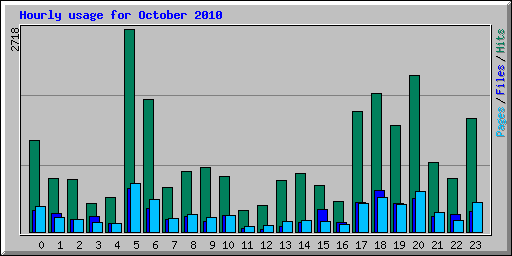 Hourly usage for October 2010
2718
Pages / Files / Hits
0 1 2 3 4 5 6 7 8 9 10 11 12 13 14 15 16 17 18 19 20 21 22 23